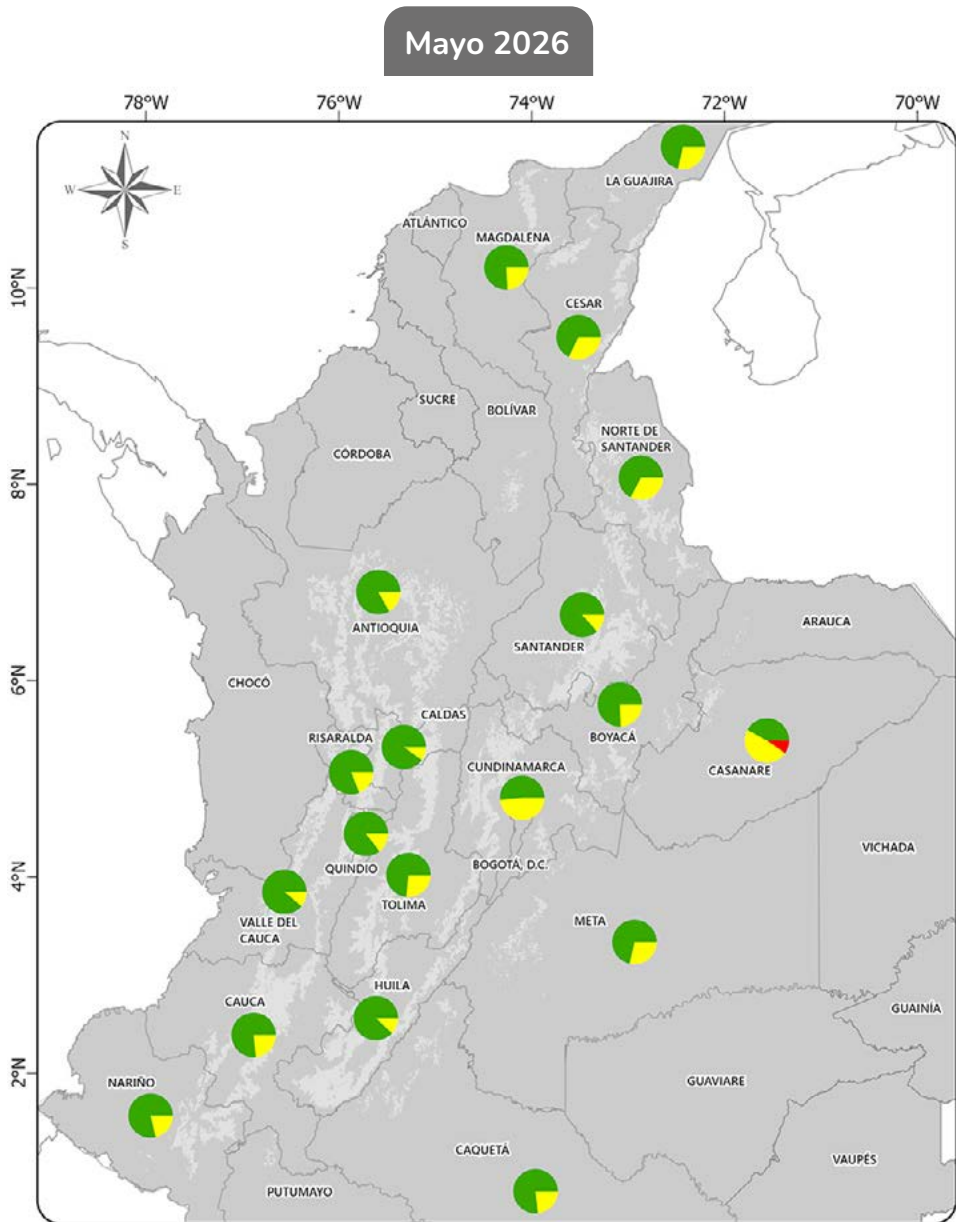 Mayo 2026
78°W
76°W
74°W
72°W
70°W
N
W
E
S
10°N
8°N
6°N
4°N
2°N
LA GUAJIRA
ATLÁNTICO
MAGDALENA
CESAR
SUCRE
BOLÍVAR
NORTE DE
SANTANDER
CÓRDOBA
ANTIOQUIA
SANTANDER
ARAUCA
CHOCÓ
CALDAS
RISARALDA
BOYACÁ
CUNDINAMARCA
CASANARE
QUINDIO
BOGOTÁ, D.C.
VICHADA
TOLIMA
VALLE DEL
CAUCA
META
HUILA
CAUCA
GUAINÍA
NARIÑO
GUAVIARE
CAQUETÁ
VAUPÉS
PUTUMAYO